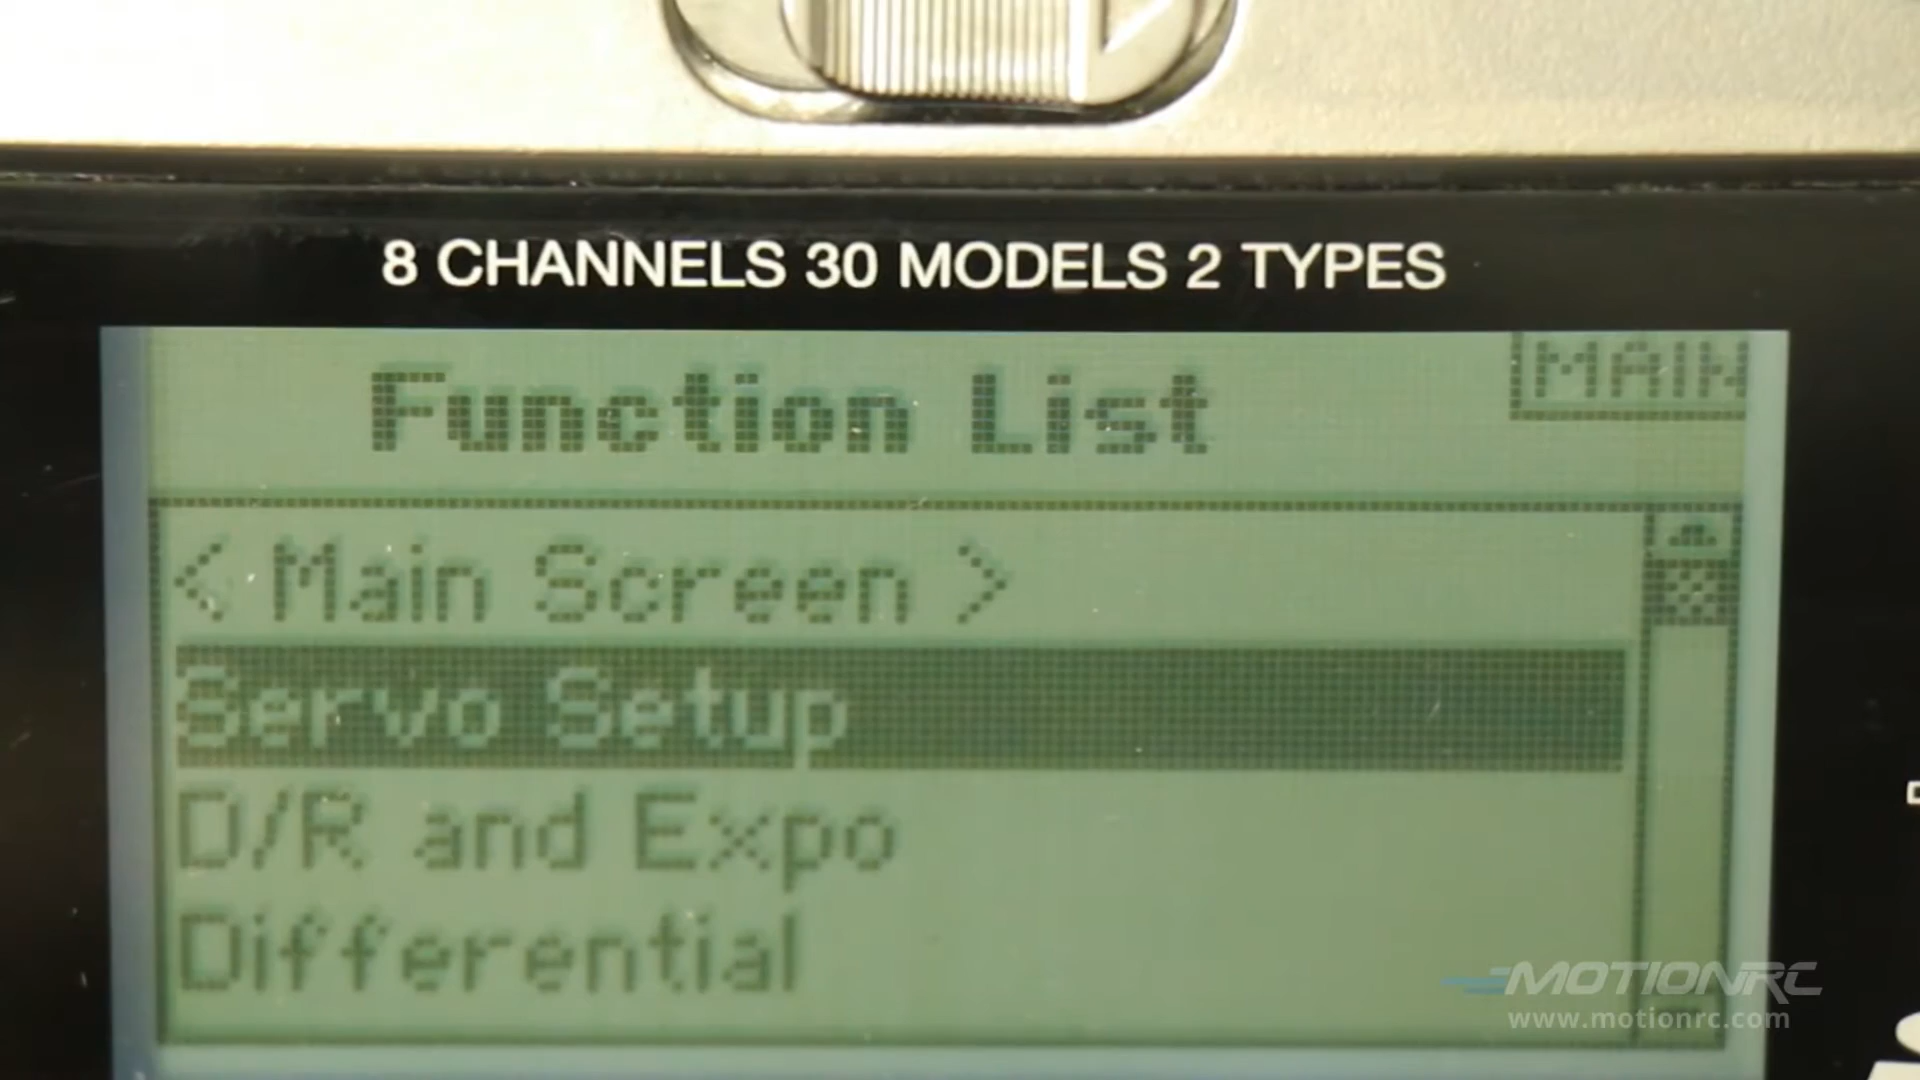 8 CHANNELS 30 MODELS 2 TYPES
Function List
MAIN
< Main Screen >
Servo Setup
D/R and Expo
Differential
MOTIONRC
www.motionrc.com